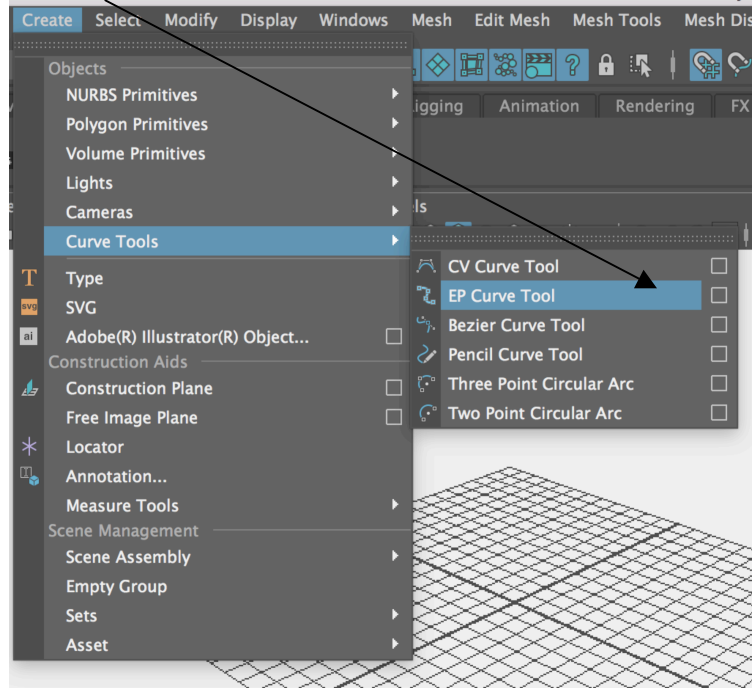 Create Select Modify Display Windows Mesh Edit Mesh Mesh Tools Mesh Dis
Objects
NURBS Primitives
Polygon Primitives
Volume Primitives
Lights
Cameras
Curve Tools
T Type
svg SVG
ai Adobe(R) Illustrator(R) Object...
Construction Aids
Construction Plane
Free Image Plane
Locator
Annotation...
Measure Tools
Scene Management
Scene Assembly
Empty Group
Sets
Asset
igging Animation Rendering FX
ls
CV Curve Tool
EP Curve Tool
Bezier Curve Tool
Pencil Curve Tool
Three Point Circular Arc
Two Point Circular Arc